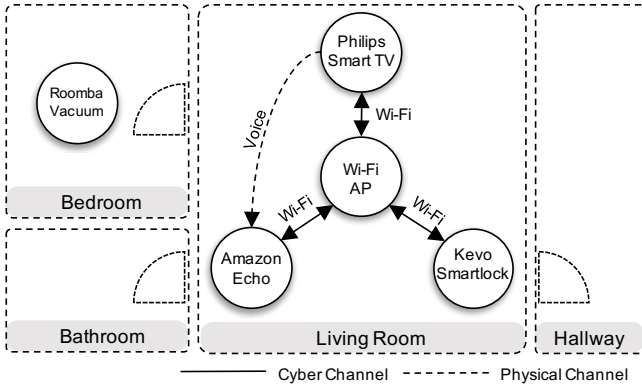 Philips
Smart TV
Roomba
Vacuum
Voice
Wi-Fi
Wi-Fi
AP
Bedroom
Wi-Fi
Wi-Fi
Amazon
Echo
Kevo
Smartlock
Bathroom
Living Room
Hallway
Cyber Channel
Physical Channel